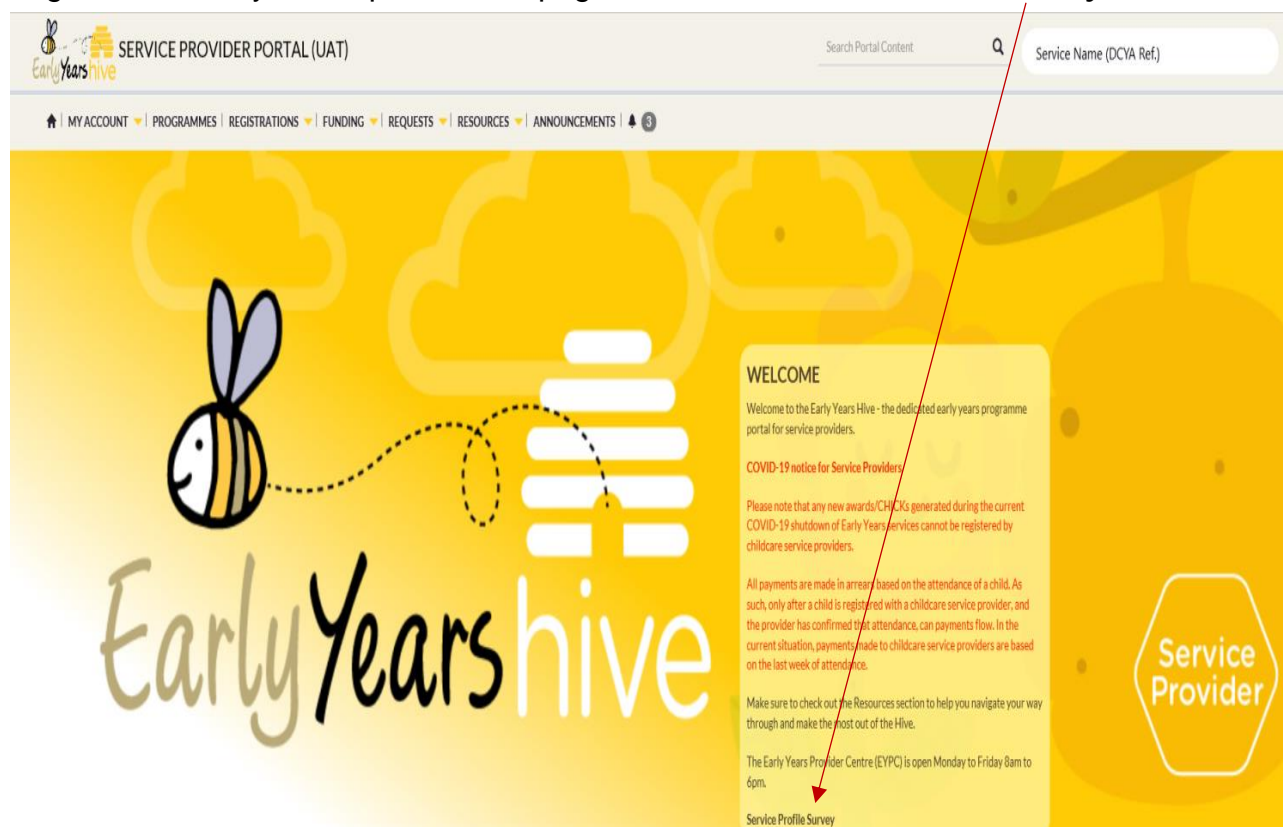 SERVICE PROVIDER PORTAL (UAT)
Search Portal Content
Service Name (DCYA Ref.)
Early Years hive
MY ACCOUNT | PROGRAMMES | REGISTRATIONS | FUNDING | REQUESTS | RESOURCES | ANNOUNCEMENTS | 3
WELCOME
Welcome to the Early Years Hive - the dedicated early years programme
portal for service providers.
COVID-19 notice for Service Providers
Please note that any new awards/CHICKs generated during the current
COVID-19 shutdown of Early Years services cannot be registered by
childcare service providers.
All payments are made in arrears based on the attendance of a child. As
such, only after a child is registered with a childcare service provider, and
the provider has confirmed that attendance, can payments flow. In the
current situation, payments made to childcare service providers are based
on the last week of attendance.
Make sure to check out the Resources section to help you navigate your way
through and make the most out of the Hive.
The Early Years Provider Centre (EYPC) is open Monday to Friday 8am to
6pm.
Service Profile Survey
Early Years hive
Service
Provider